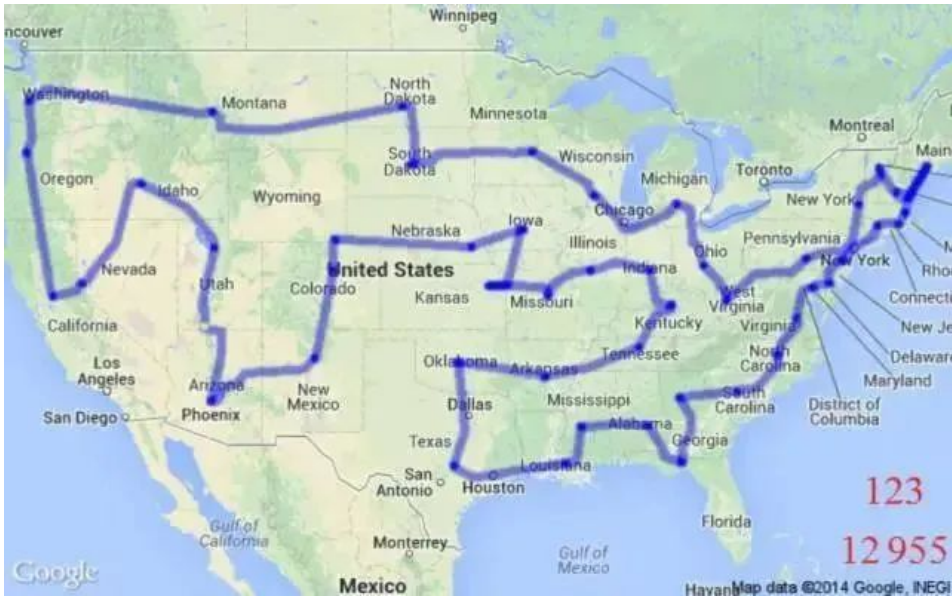 Winnipeg
ncouver
Washington
Montana
North
Dakota
Minnesota
Montreal
Main
South
Dakota
Wisconsin
Oregon
Idaho
Wyoming
Michigan
Toronto
New York
Iowa
Chicago
Nebraska
Illinois
Ohio
Pennsylvania
M
New York
Rho
Nevada
Utah
United States
Indiana
Colorado
Kansas
Missouri
West
Virginia
Connecti
California
Kentucky
Virginia
New Je
Los
Angeles
Arizona
Oklahoma
Arkansas
Tennessee
North
Carolina
Delawar
Maryland
New
Mexico
Phoenix
San Diego
Dallas
Mississippi
South
Carolina
District of
Columbia
Texas
Alabama
Georgia
Louisiana
San
Antonio
Houston
123
Gulf of
California
Florida
Monterrey
Gulf of
Mexico
12 955
Google
Mexico
Havana
Map data ©2014 Google, INEGI